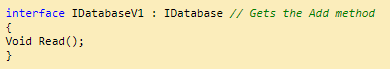 interface IDatabaseV1 : IDatabase // Gets the Add method
{
Void Read();
}